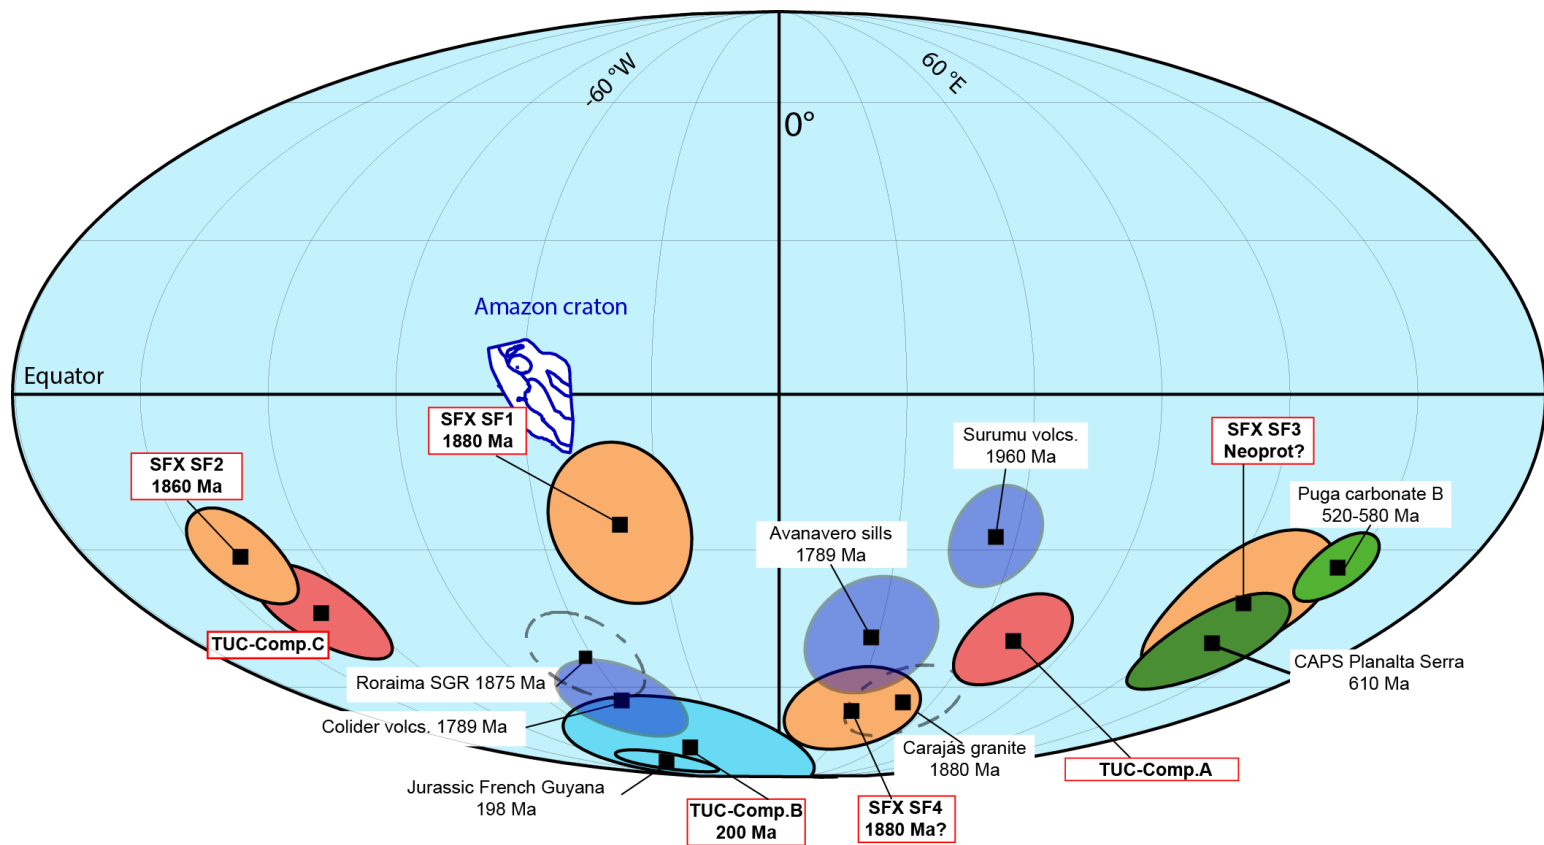 -60 °W
60 °E
0°
Amazon craton
Equator
SFX SF1
1880 Ma
SFX SF2
1860 Ma
Surumu volcs.
1960 Ma
SFX SF3
Neoprot?
Puga carbonate B
520-580 Ma
Avanavero sills
1789 Ma
TUC-Comp.C
Roraima SGR 1875 Ma
Colider volcs. 1789 Ma
CAPS Planalta Serra
610 Ma
Carajás granite
1880 Ma
TUC-Comp.A
Jurassic French Guyana
198 Ma
TUC-Comp.B
200 Ma
SFX SF4
1880 Ma?